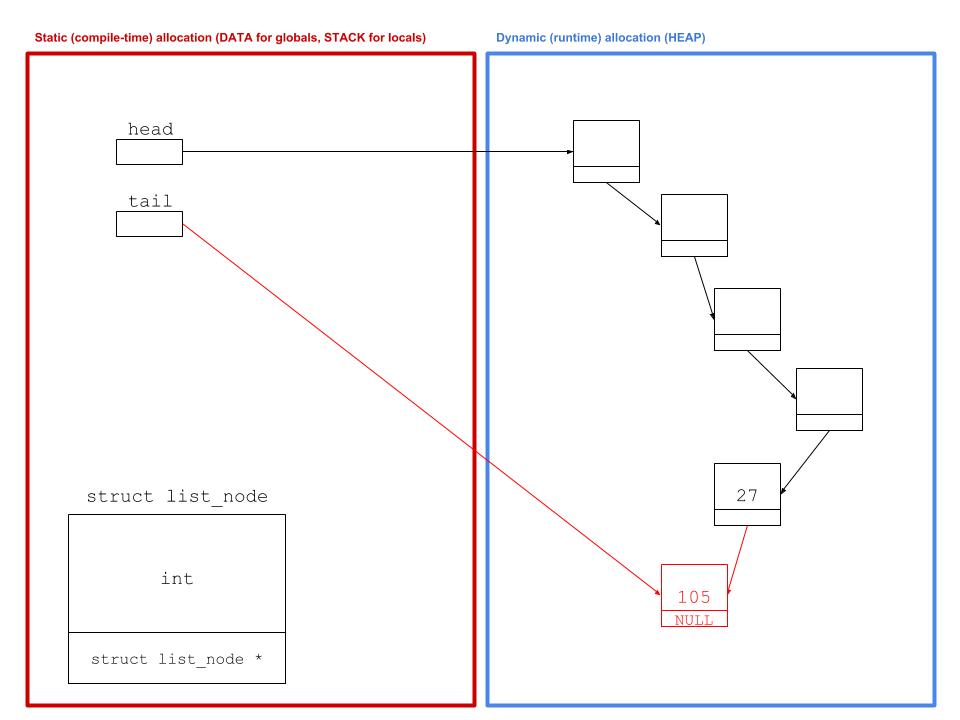 Static (compile-time) allocation (DATA for globals, STACK for locals)
Dynamic (runtime) allocation (HEAP)
head
tail
struct list_node
int
struct list_node *
27
105
NULL